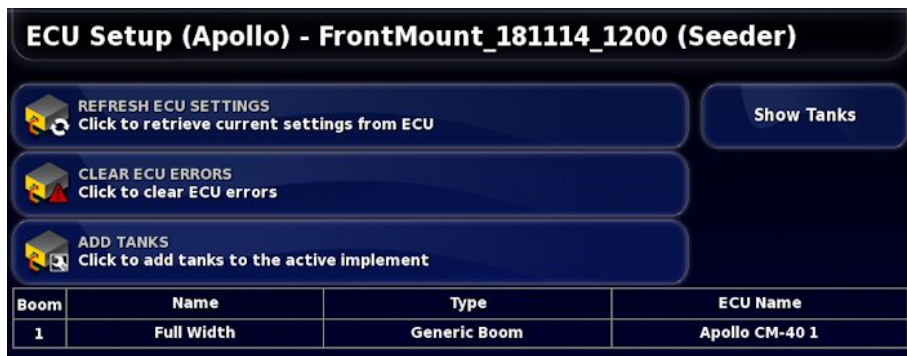 ECU Setup (Apollo) - FrontMount_181114_1200 (Seeder)
REFRESH ECU SETTINGS
Click to retrieve current settings from ECU
Show Tanks
CLEAR ECU ERRORS
Click to clear ECU errors
ADD TANKS
Click to add tanks to the active implement
Boom Name Type ECU Name
1 Full Width Generic Boom Apollo CM-40 1